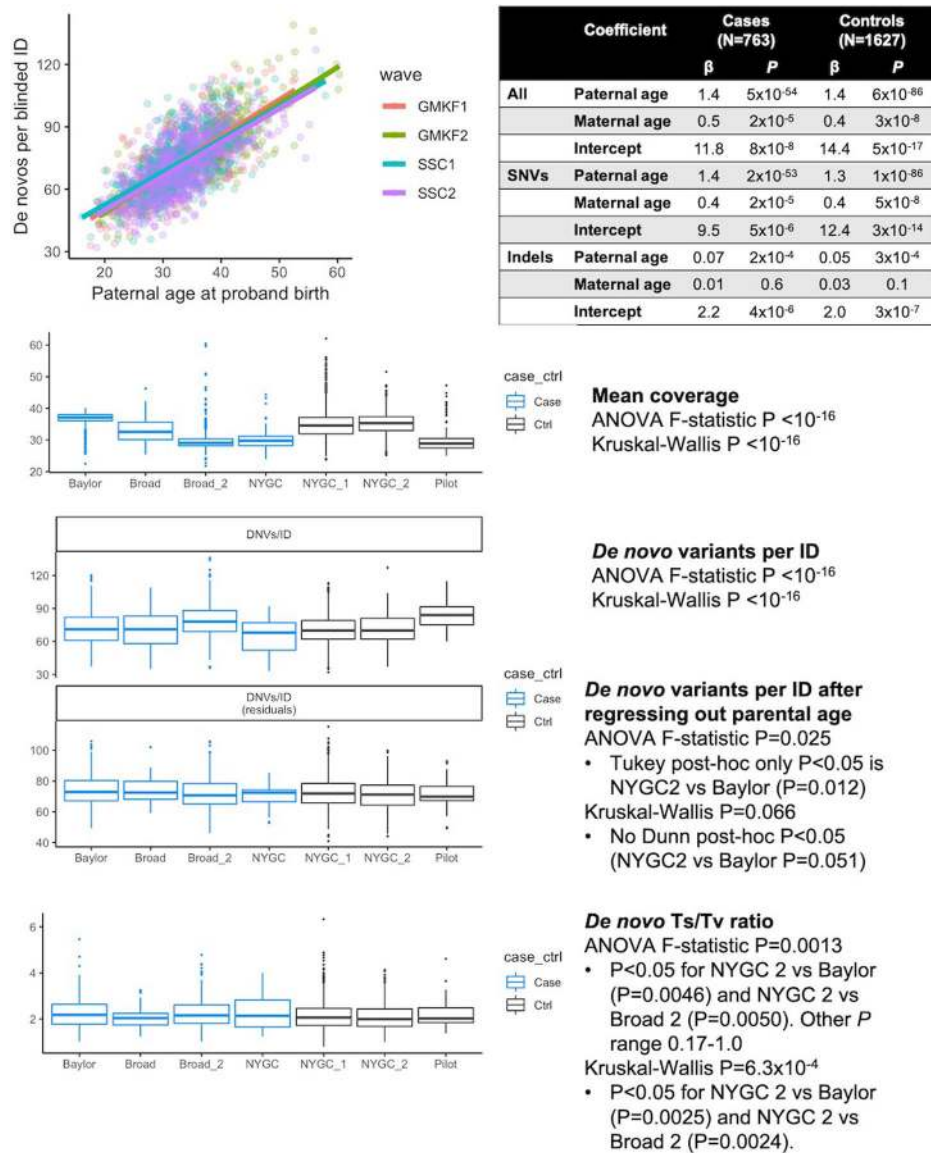 De novos per blinded ID
120
90
60
30
20
30
40
50
60
Paternal age at proband birth
wave
GMKF1
GMKF2
SSC1
SSC2
Coefficient Cases (N=763) Controls (N=1627)
β P β P
All Paternal age 1.4 5x10⁻⁵⁴ 1.4 6x10⁻⁸⁶
Maternal age 0.5 2x10⁻⁵ 0.4 3x10⁻⁸
Intercept 11.8 8x10⁻⁸ 14.4 5x10⁻¹⁷
SNVs Paternal age 1.4 2x10⁻⁵³ 1.3 1x10⁻⁸⁶
Maternal age 0.4 2x10⁻⁵ 0.4 5x10⁻⁸
Intercept 9.5 5x10⁻⁶ 12.4 3x10⁻¹⁴
Indels Paternal age 0.07 2x10⁻⁴ 0.05 3x10⁻⁴
Maternal age 0.01 0.6 0.03 0.1
Intercept 2.2 4x10⁻⁶ 2.0 3x10⁻⁷
60
50
40
30
20
Baylor Broad Broad_2 NYGC NYGC_1 NYGC_2 Pilot
case_ctrl
Case
Ctrl
Mean coverage
ANOVA F-statistic P <10⁻¹⁶
Kruskal-Wallis P <10⁻¹⁶
DNVs/ID
120
90
60
30
De novo variants per ID
ANOVA F-statistic P <10⁻¹⁶
Kruskal-Wallis P <10⁻¹⁶
DNVs/ID
(residuals)
100
80
60
40
Baylor Broad Broad_2 NYGC NYGC_1 NYGC_2 Pilot
case_ctrl
Case
Ctrl
De novo variants per ID after
regressing out parental age
ANOVA F-statistic P=0.025
• Tukey post-hoc only P<0.05 is
NYGC2 vs Baylor (P=0.012)
Kruskal-Wallis P=0.066
• No Dunn post-hoc P<0.05
(NYGC2 vs Baylor P=0.051)
6
4
2
Baylor Broad Broad_2 NYGC NYGC_1 NYGC_2 Pilot
case_ctrl
Case
Ctrl
De novo Ts/Tv ratio
ANOVA F-statistic P=0.0013
• P<0.05 for NYGC 2 vs Baylor
(P=0.0046) and NYGC 2 vs
Broad 2 (P=0.0050). Other P
range 0.17-1.0
Kruskal-Wallis P=6.3x10⁻⁴
• P<0.05 for NYGC 2 vs Baylor
(P=0.0025) and NYGC 2 vs
Broad 2 (P=0.0024).